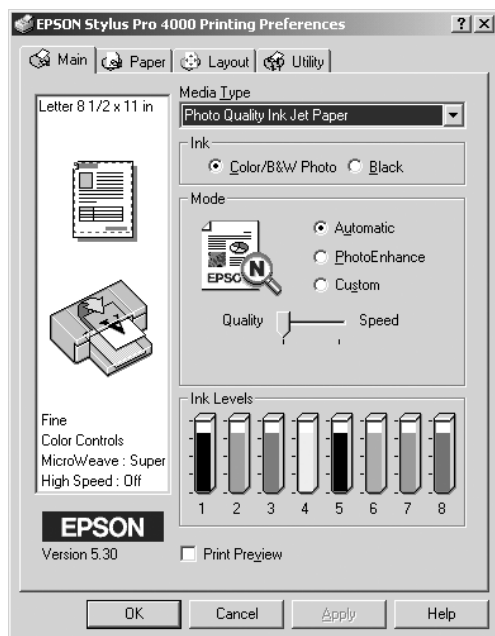 EPSON Stylus Pro 4000 Printing Preferences
Main Paper Layout Utility
Letter 8 1/2 x 11 in
Media Type
Photo Quality Ink Jet Paper
Ink
Color/B&W Photo Black
Mode
EPSO N
Automatic
PhotoEnhance
Custom
Quality Speed
Fine
Color Controls
MicroWeave : Super
High Speed : Off
Ink Levels
1 2 3 4 5 6 7 8
EPSON
Version 5.30
Print Preview
OK Cancel Apply Help